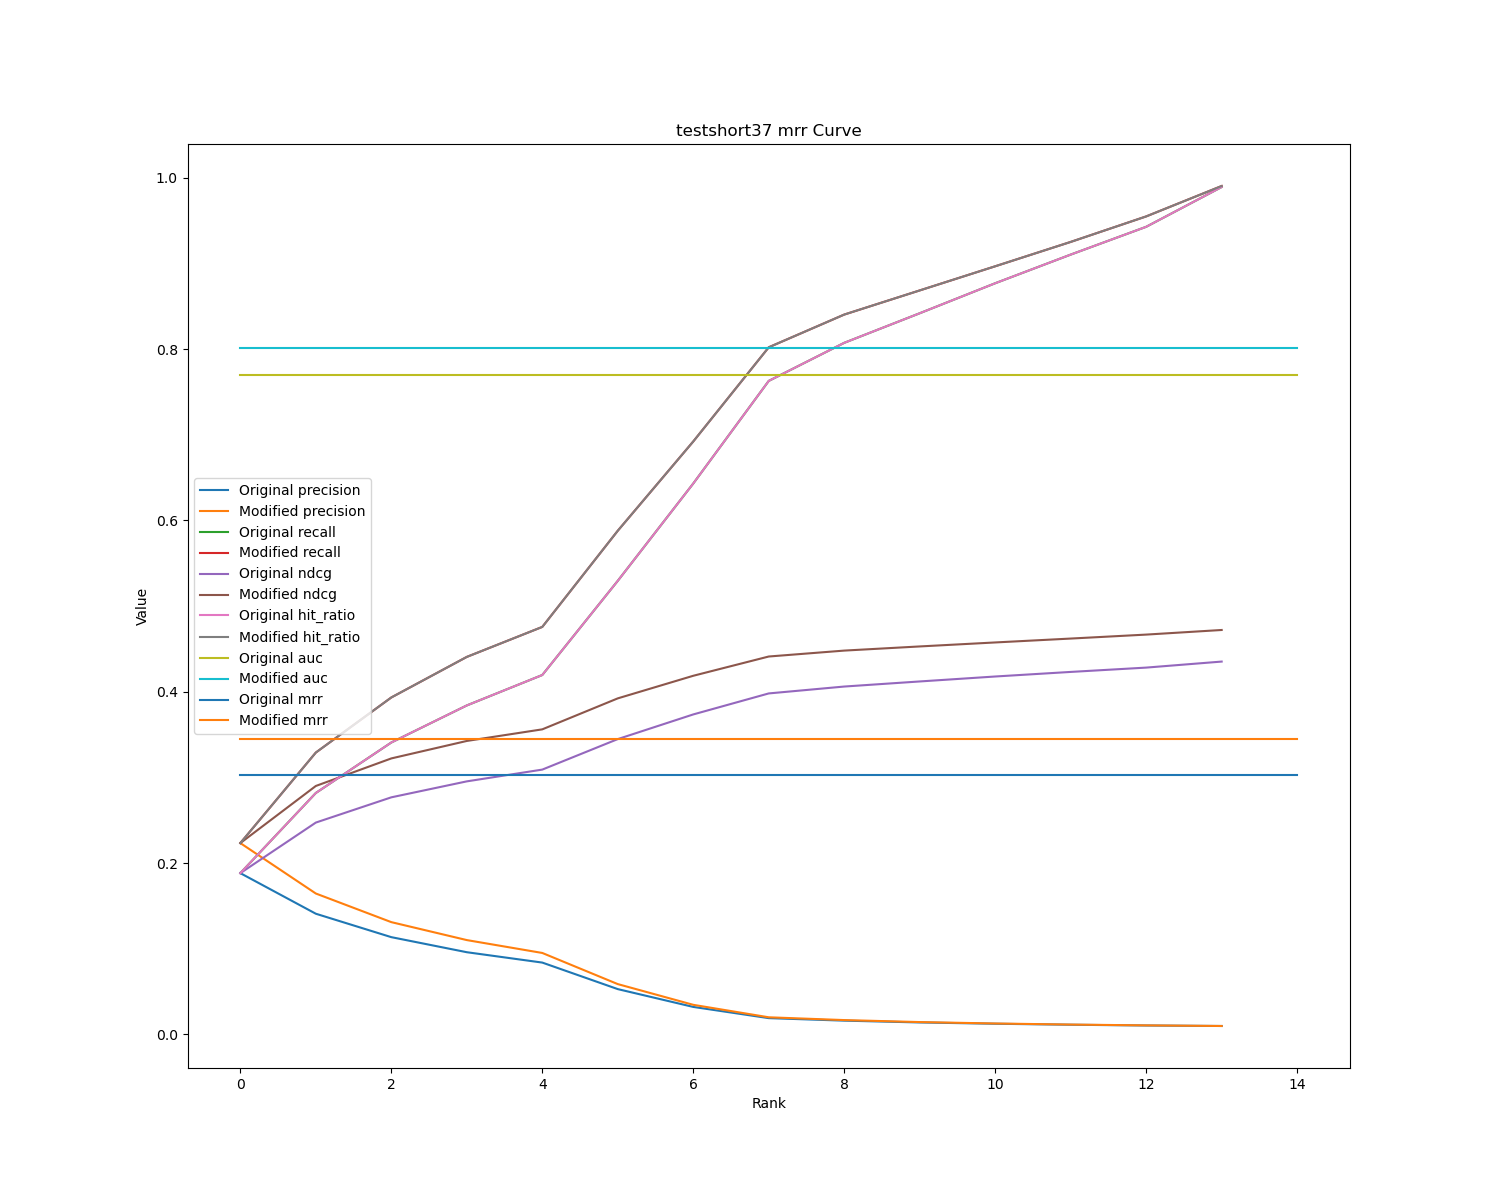 testshort37 mrr Curve
1.0
0.8
0.6
0.4
0.2
0.0
Value
Original precision
Modified precision
Original recall
Modified recall
Original ndcg
Modified ndcg
Original hit_ratio
Modified hit_ratio
Original auc
Modified auc
Original mrr
Modified mrr
0 2 4 6 8 10 12 14
Rank